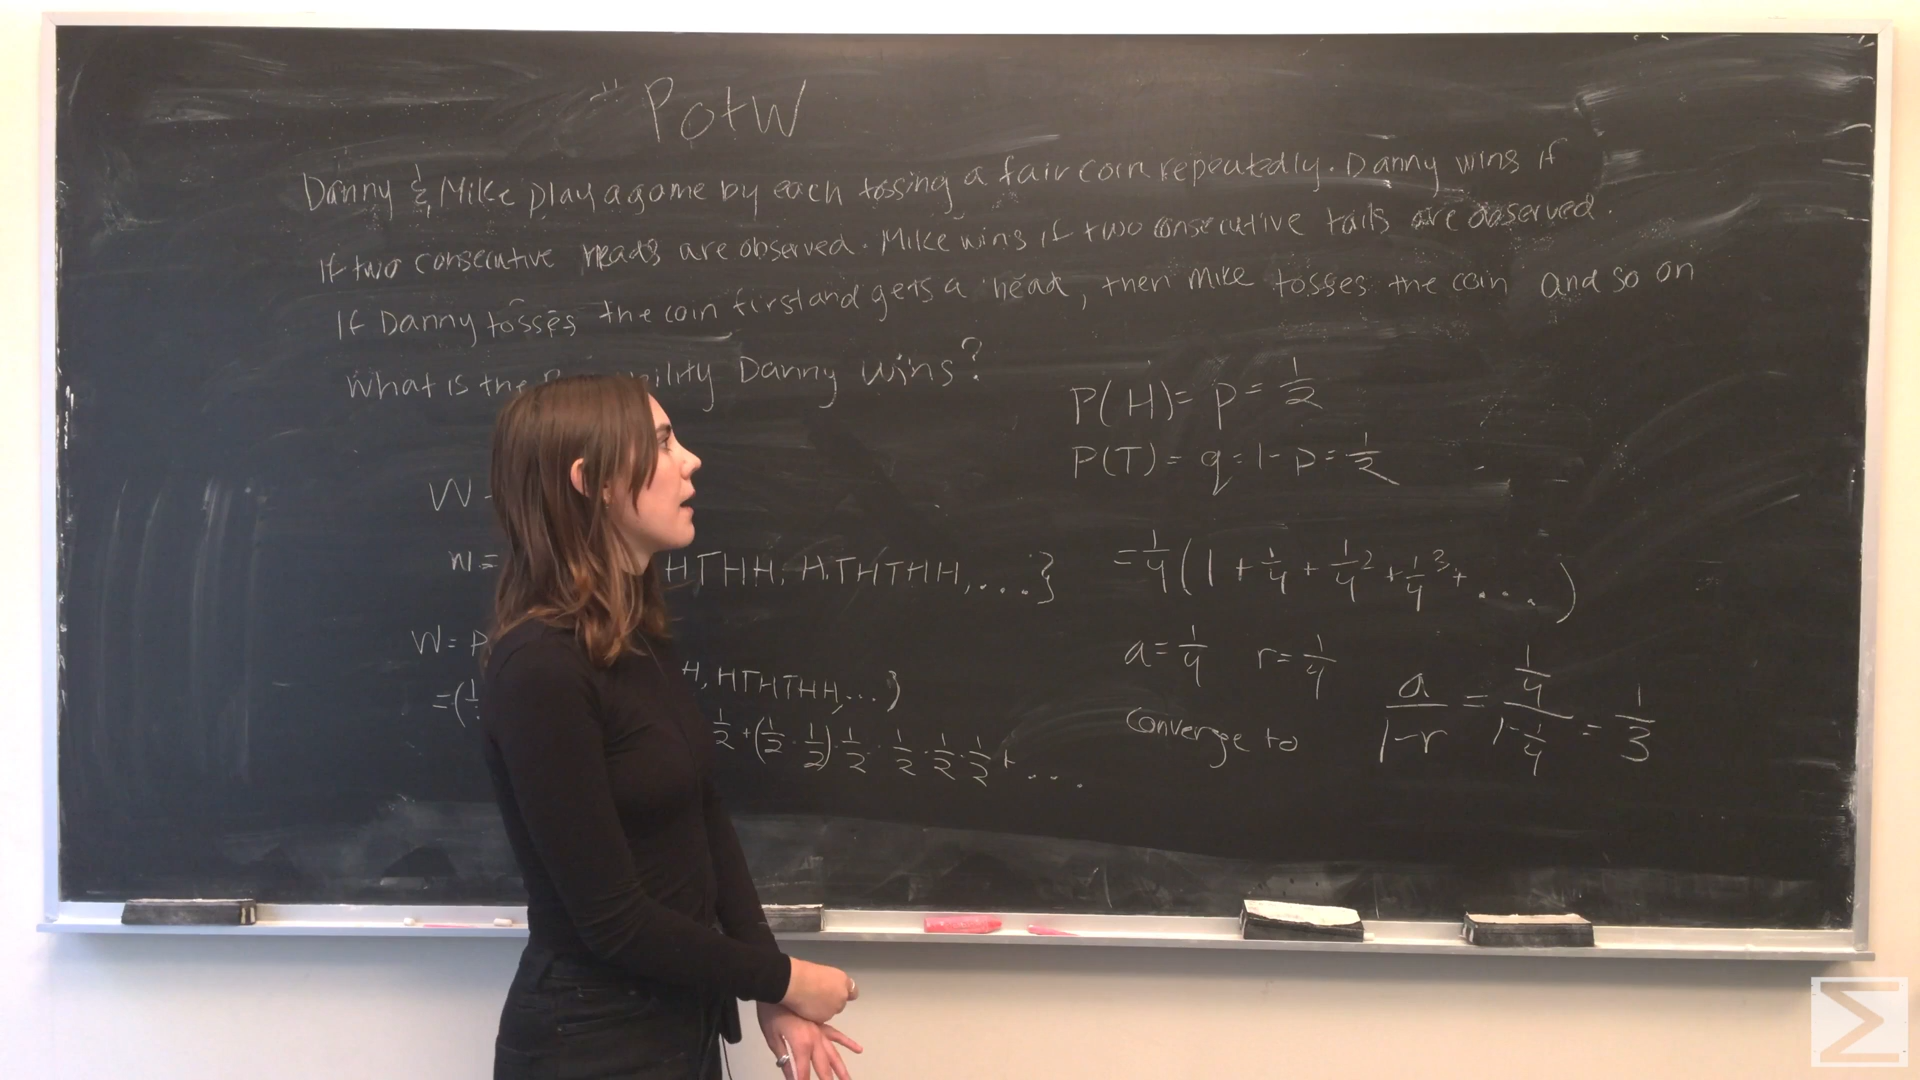 PotW
Danny & Mike play a game by each tossing a fair coin repeatedly. Danny wins if
if two consecutive heads are observed. Mike wins if two consecutive tails are observed.
If Danny tosses the coin first and gets a head, then Mike tosses the coin and so on
What is the Danny wins?
P(H) = p = 1/2
P(T) = q = 1 - p = 1/2
W
W = HTHH, HTHTHH, ...}
= 1/4 (1 + 1/4 + 1/4² + 1/4³ + ....)
W = P H, HTHTHH, ...)
a = 1/4 r = 1/4
= (1/2 1/2 + (1/2 · 1/2) · 1/2 · 1/2 · 1/2 · 1/2 + ....
converge to a/1-r = 1/4/1-1/4 = 1/3
Σ